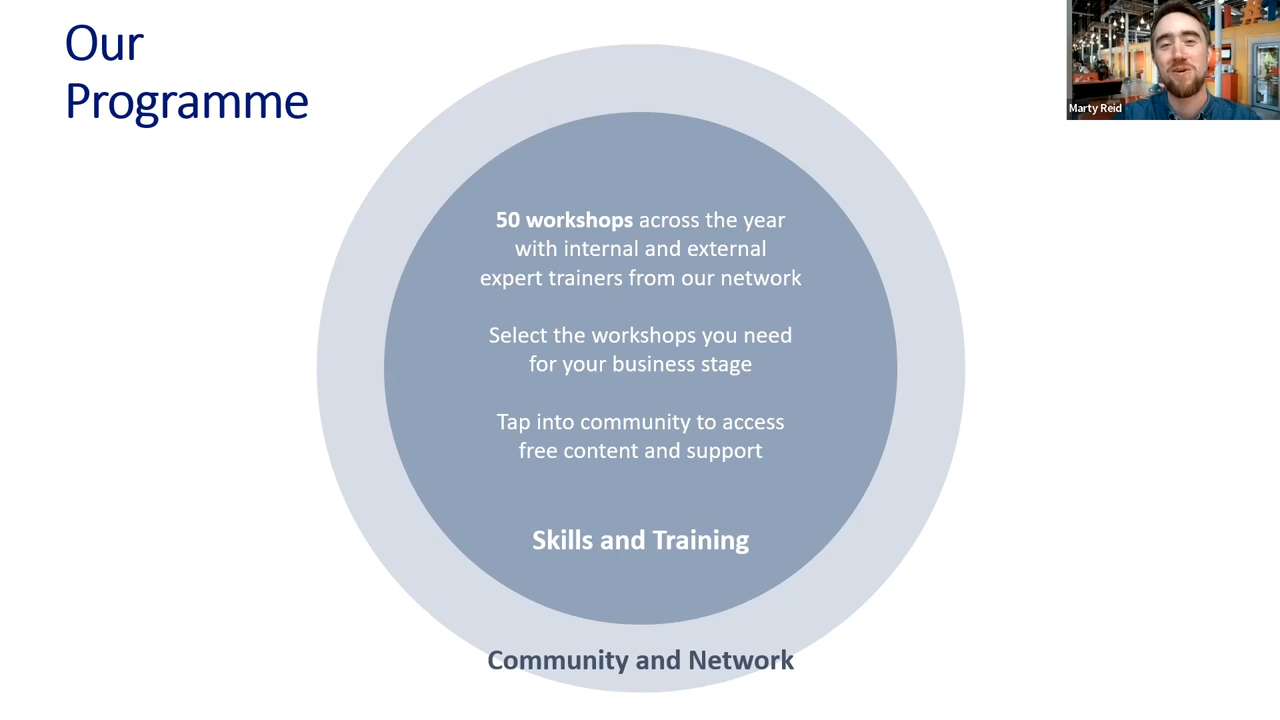 Our
Programme
Marty Reid
50 workshops across the year
with internal and external
expert trainers from our network
Select the workshops you need
for your business stage
Tap into community to access
free content and support
Skills and Training
Community and Network